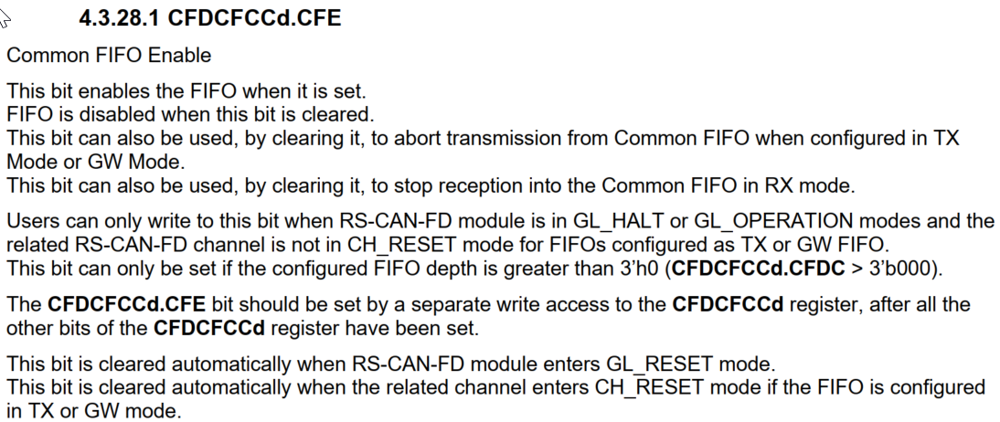 4.3.28.1 CFDCFCCd.CFE
Common FIFO Enable
This bit enables the FIFO when it is set.
FIFO is disabled when this bit is cleared.
This bit can also be used, by clearing it, to abort transmission from Common FIFO when configured in TX
Mode or GW Mode.
This bit can also be used, by clearing it, to stop reception into the Common FIFO in RX mode.
Users can only write to this bit when RS-CAN-FD module is in GL_HALT or GL_OPERATION modes and the
related RS-CAN-FD channel is not in CH_RESET mode for FIFOs configured as TX or GW FIFO.
This bit can only be set if the configured FIFO depth is greater than 3'h0 (CFDCFCCd.CFDC > 3'b000).
The CFDCFCCd.CFE bit should be set by a separate write access to the CFDCFCCd register, after all the
other bits of the CFDCFCCd register have been set.
This bit is cleared automatically when RS-CAN-FD module enters GL_RESET mode.
This bit is cleared automatically when the related channel enters CH_RESET mode if the FIFO is configured
in TX or GW mode.